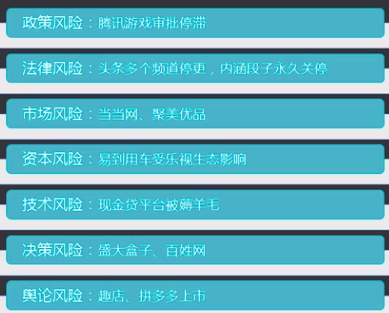 政策风险：腾讯游戏审批停滞
法律风险：头条多个频道停更，内涵段子永久关停
市场风险：当当网、聚美优品
资本风险：易到用车受乐视生态影响
技术风险：现金贷平台被薅羊毛
决策风险：盛大盒子、百姓网
舆论风险：趣店、拼多多上市